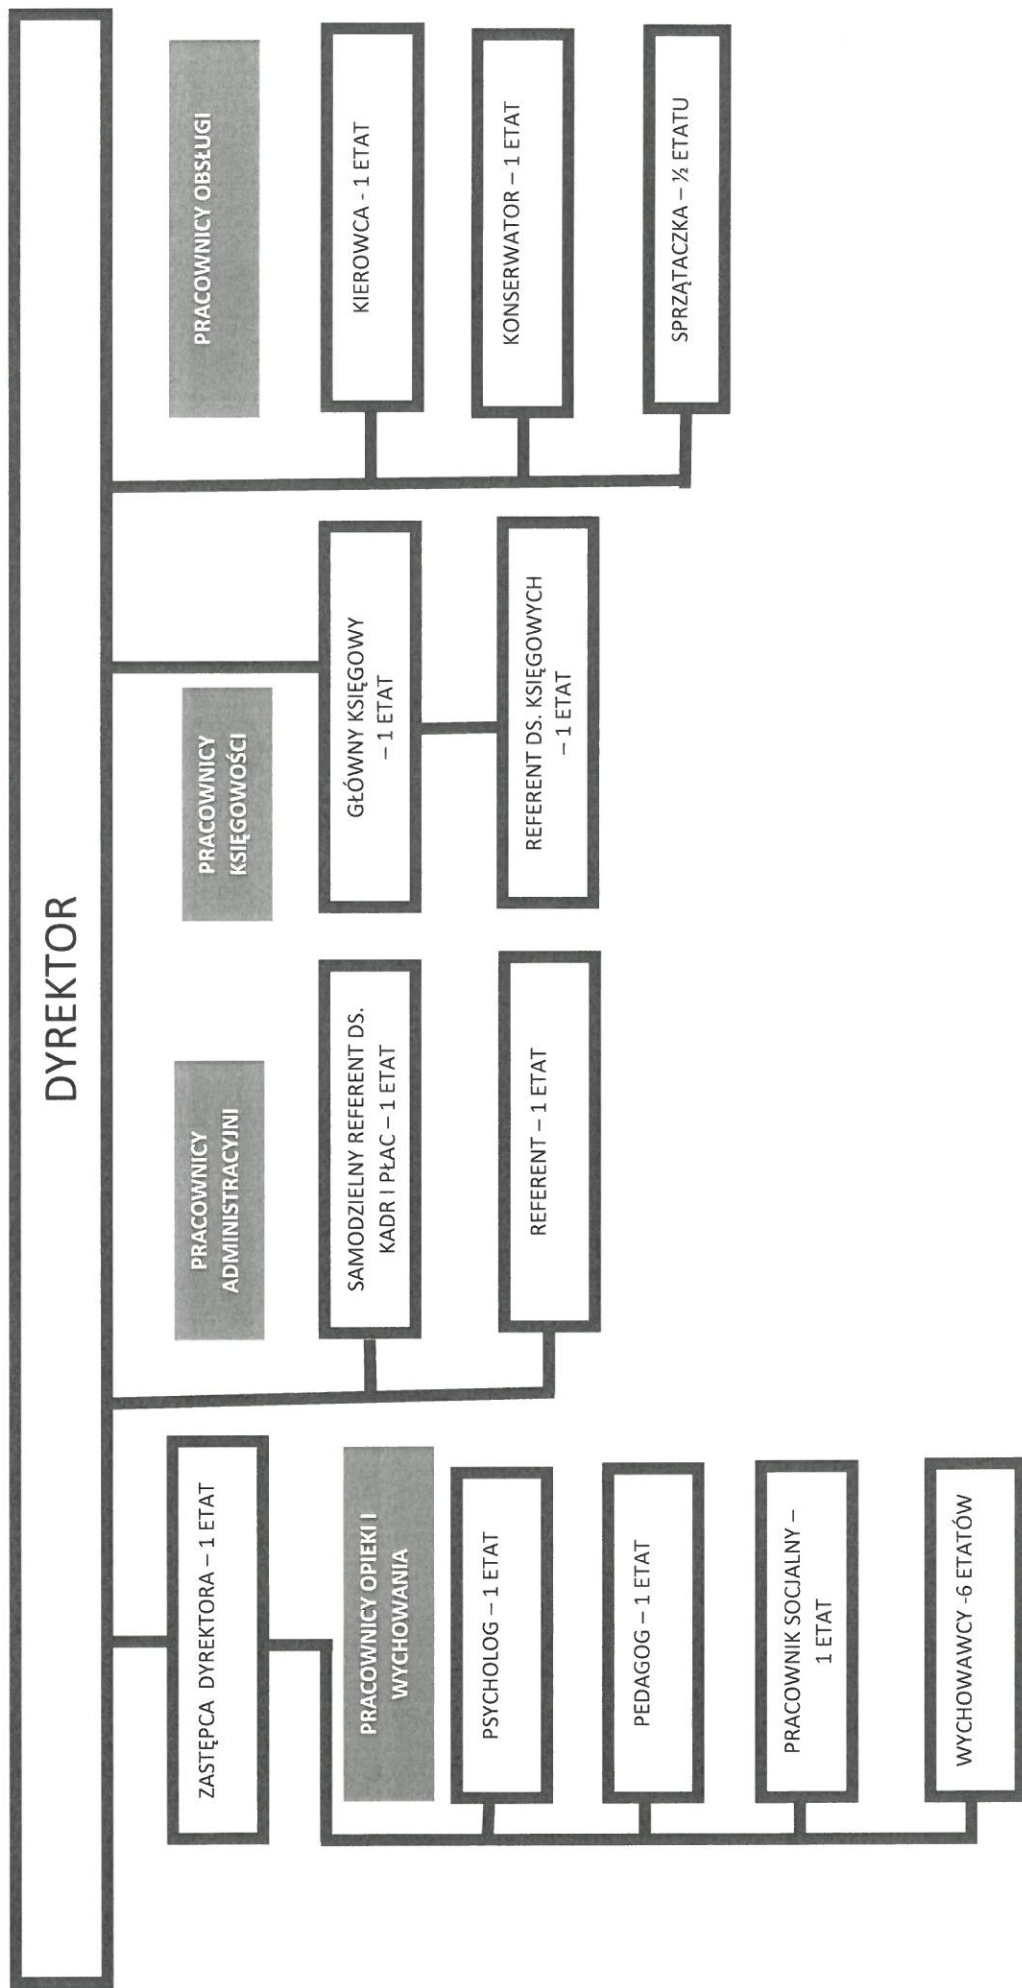 DYREKTOR
ZASTĘPCA DYREKTORA – 1 ETAT
PRACOWNICY OPIEKI I
WYCHOWANIA
PSYCHOLOG – 1 ETAT
PEDAGOG – 1 ETAT
PRACOWNIK SOCJALNY –
1 ETAT
WYCHOWAWCY -6 ETATÓW
PRACOWNICY
ADMINISTRACYJNI
SAMODZIELNY REFERENT DS.
KADR I PŁAC – 1 ETAT
REFERENT – 1 ETAT
PRACOWNICY
KSIĘGOWOŚCI
GŁÓWNY KSIĘGOWY
– 1 ETAT
REFERENT DS. KSIĘGOWYCH
– 1 ETAT
PRACOWNICY OBSŁUGI
KIEROWCA - 1 ETAT
KONSERWATOR – 1 ETAT
SPRZĄTACZKA – ½ ETATU